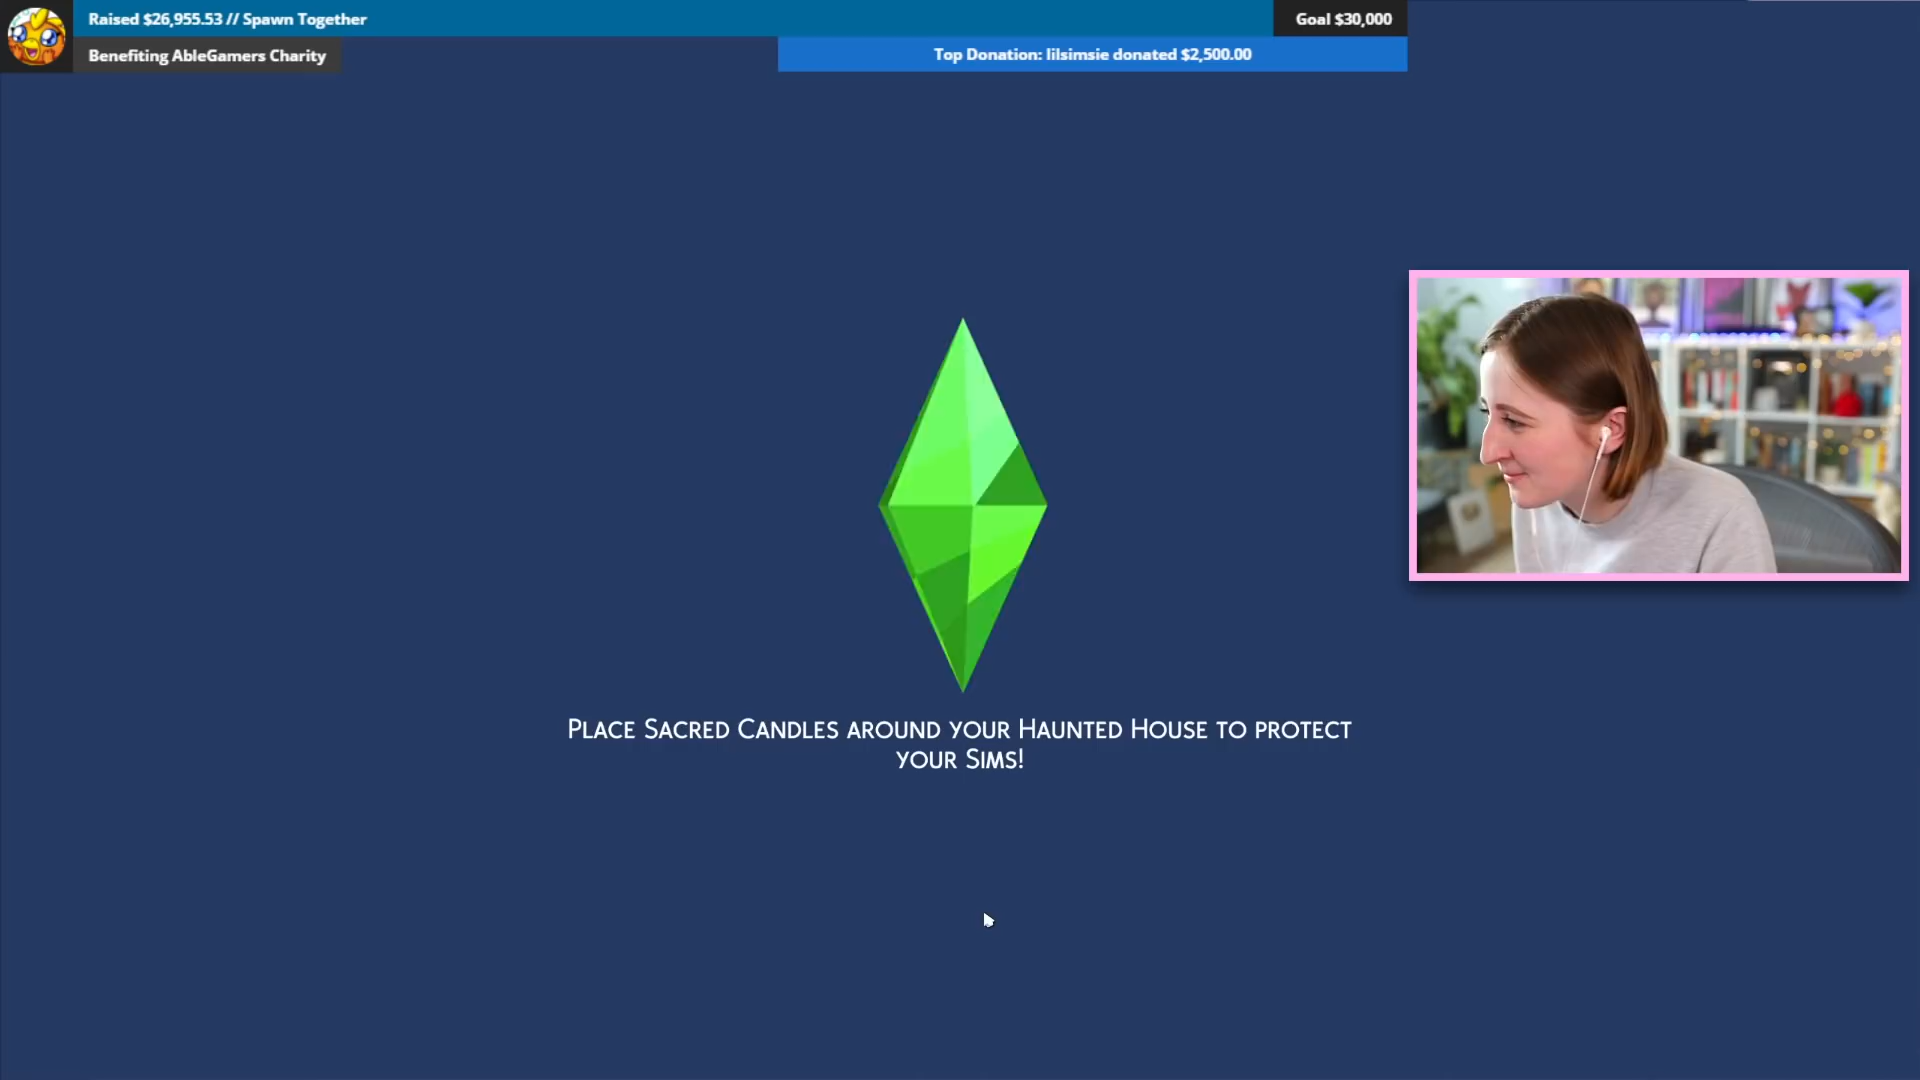 Raised $26,955.53 // Spawn Together
Goal $30,000
Benefiting AbleGamers Charity
Top Donation: lilsimsie donated $2,500.00
Place Sacred Candles around your Haunted House to protect
your Sims!